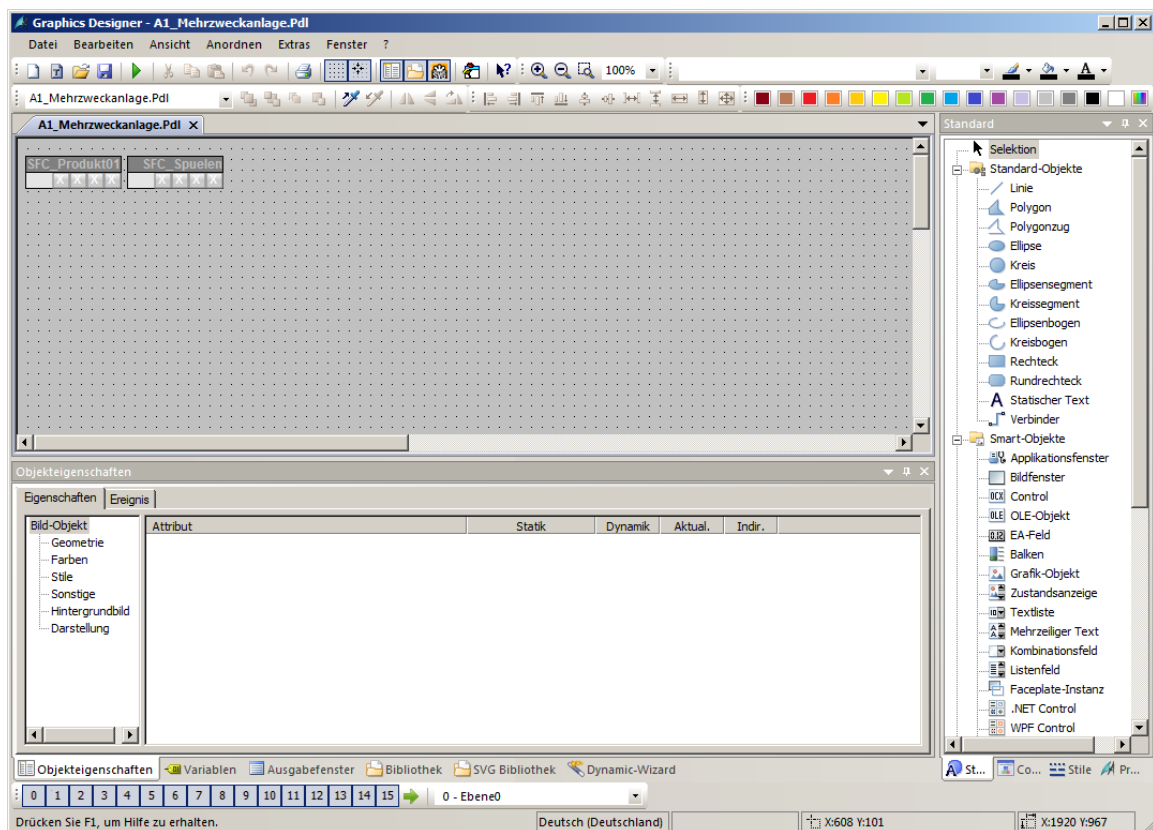 Graphics Designer - A1_Mehrzweckanlage.Pdl
Datei Bearbeiten Ansicht Anordnen Extras Fenster ?
100%
A1_Mehrzweckanlage.Pdl
A1_Mehrzweckanlage.Pdl X
SFC_Produkt01 SFC_Spuelen
X X X X X X X X
Objekteigenschaften
Eigenschaften Ereignis
Bild-Objekt
Geometrie
Farben
Stile
Sonstige
Hintergrundbild
Darstellung
Attribut Statik Dynamik Aktual. Indir.
Standard
Selektion
Standard-Objekte
Linie
Polygon
Polygonzug
Ellipse
Kreis
Ellipsensegment
Kreissegment
Ellipsenbogen
Kreisbogen
Rechteck
Rundrechteck
A Statischer Text
Verbinder
Smart-Objekte
Applikationsfenster
Bildfenster
OCX Control
OLE OLE-Objekt
0.12 EA-Feld
Balken
Grafik-Objekt
Zustandsanzeige
Textliste
Mehrzeiliger Text
Kombinationsfeld
Listenfeld
Faceplate-Instanz
.NET Control
WPF Control
Objekteigenschaften Variablen Ausgabefenster Bibliothek SVG Bibliothek Dynamic-Wizard
St... Co... Stile Pr...
0 1 2 3 4 5 6 7 8 9 10 11 12 13 14 15 0 - Ebene0
Drücken Sie F1, um Hilfe zu erhalten. Deutsch (Deutschland) X:608 Y:101 X:1920 Y:967